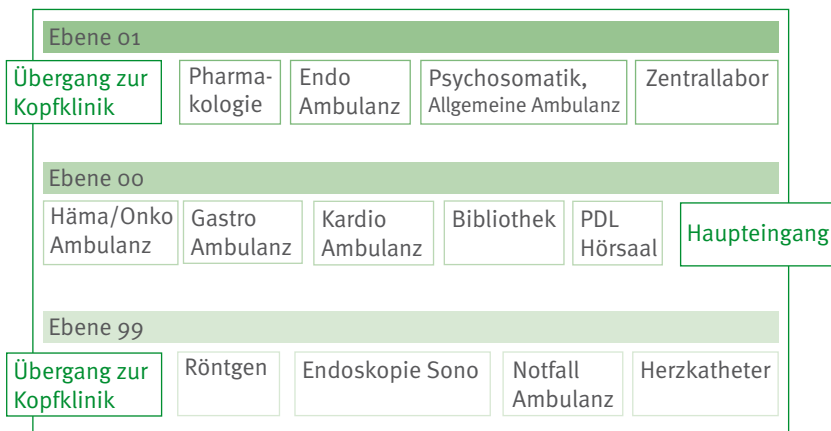 Ebene 01
Übergang zur
Kopfklinik
Pharma-
kologie
Endo
Ambulanz
Psychosomatik,
Allgemeine Ambulanz
Zentrallabor
Ebene 00
Häma/Onko
Ambulanz
Gastro
Ambulanz
Kardio
Ambulanz
Bibliothek
PDL
Hörsaal
Haupteingang
Ebene 99
Übergang zur
Kopfklinik
Röntgen
Endoskopie Sono
Notfall
Ambulanz
Herzkatheter